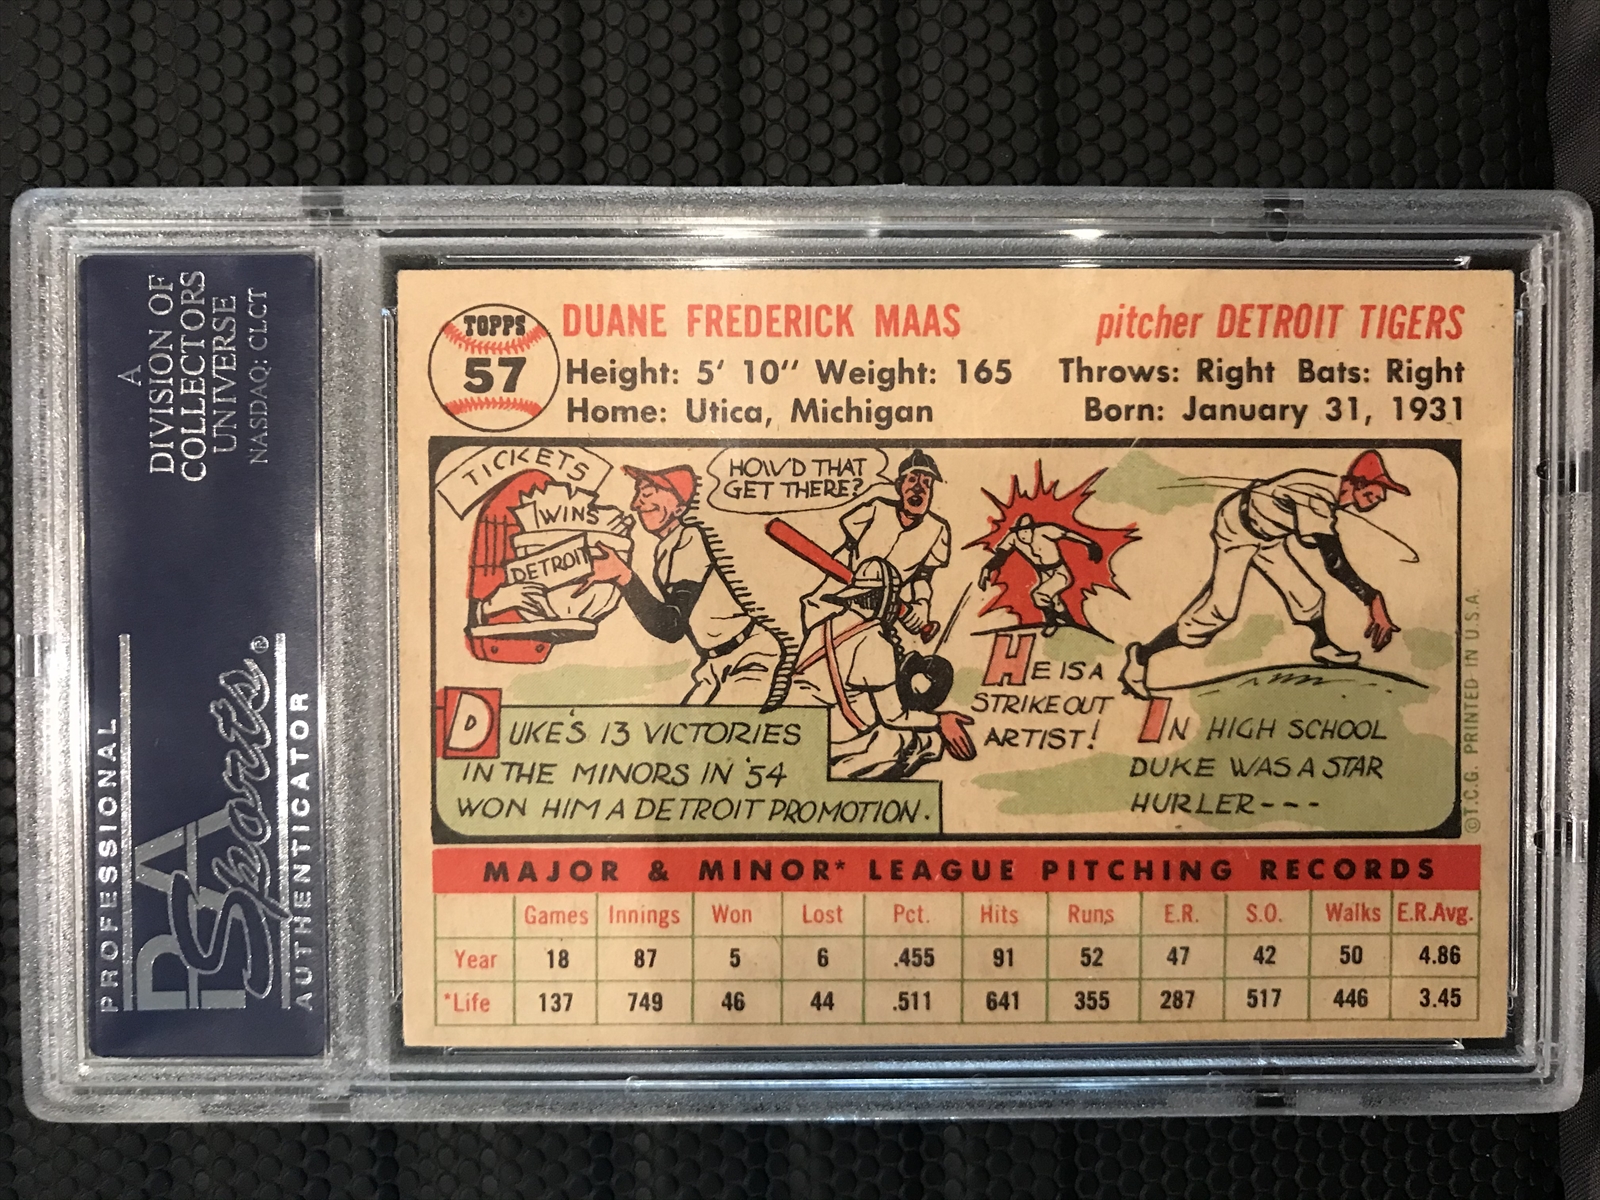 A
DIVISION OF
COLLECTORS
UNIVERSE
NASDAQ: CLCT
PROFESSIONAL
PSA
Sports®
AUTHENTICATOR
TOPPS
57
DUANE FREDERICK MAAS
pitcher DETROIT TIGERS
Height: 5' 10'' Weight: 165
Throws: Right Bats: Right
Home: Utica, Michigan
Born: January 31, 1931
TICKETS
WINS
DETROIT
HOW'D THAT
GET THERE?
DUKE'S 13 VICTORIES
IN THE MINORS IN '54
WON HIM A DETROIT PROMOTION.
HE IS A
STRIKE OUT
ARTIST!
IN HIGH SCHOOL
DUKE WAS A STAR
HURLER---
©T.C.G. PRINTED IN U.S.A.
MAJOR & MINOR* LEAGUE PITCHING RECORDS
Games Innings Won Lost Pct. Hits Runs E.R. S.O. Walks E.R.Avg.
Year 18 87 5 6 .455 91 52 47 42 50 4.86
*Life 137 749 46 44 .511 641 355 287 517 446 3.45